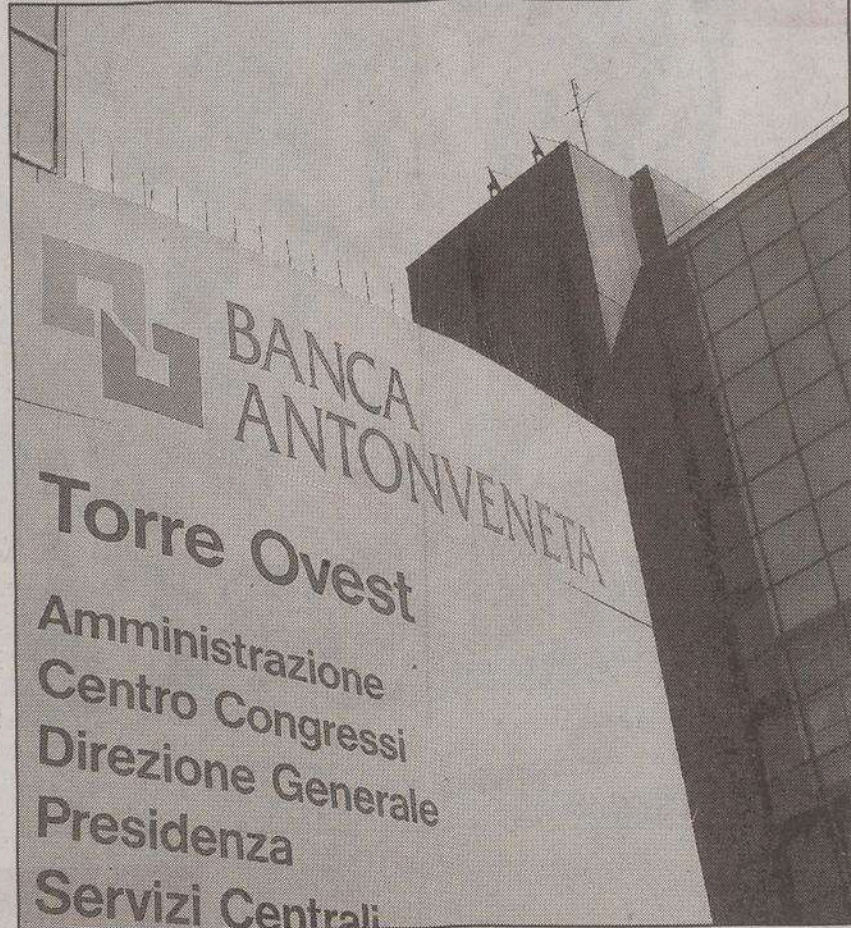 BANCA
ANTONVENETA
Torre Ovest
Amministrazione
Centro Congressi
Direzione Generale
Presidenza
Servizi Centrali